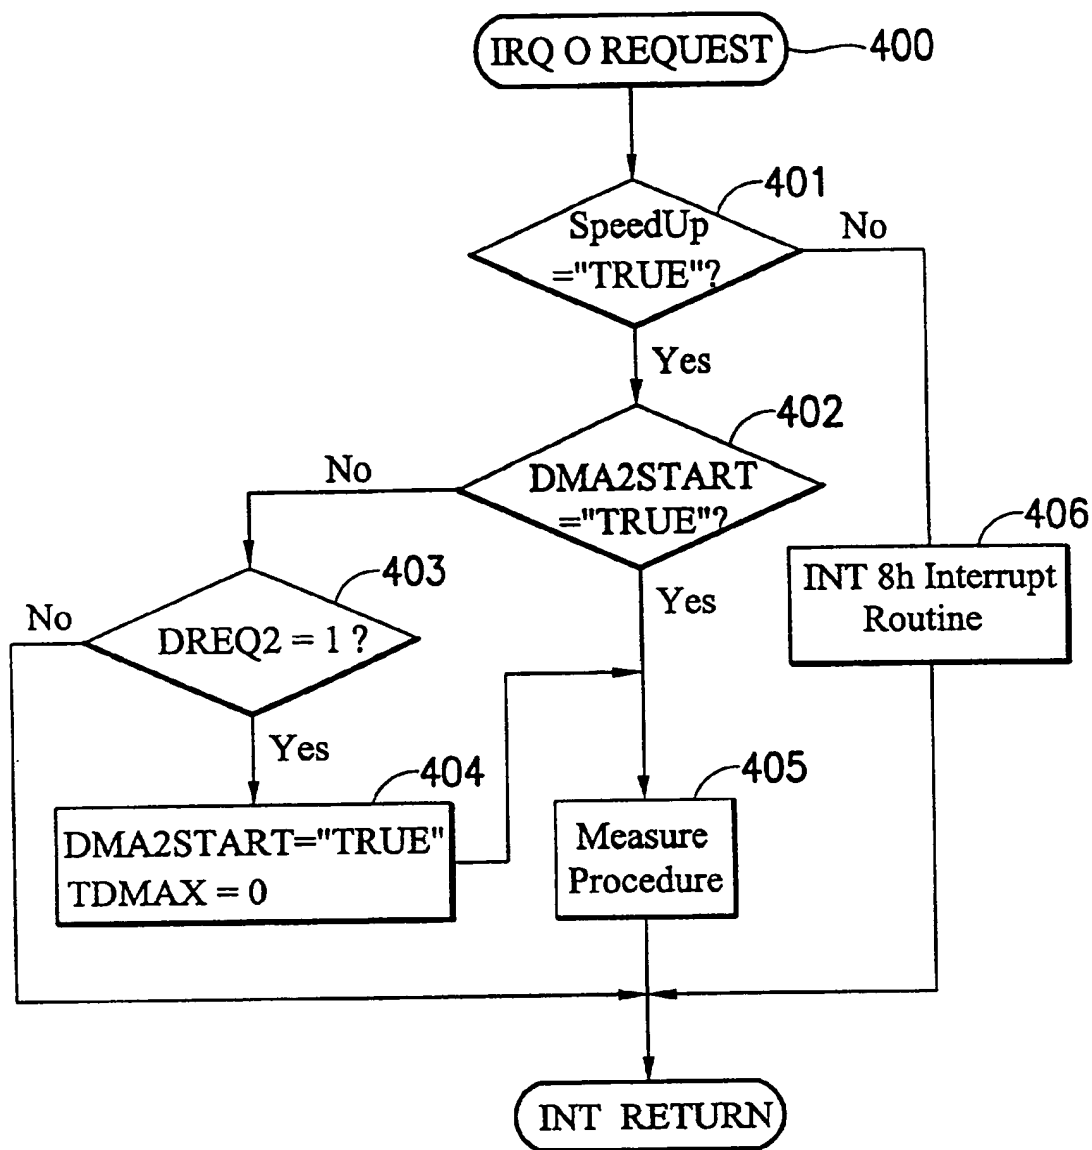 IRQ O REQUEST
400
401
SpeedUp
="TRUE"?
No
Yes
402
DMA2START
="TRUE"?
No
Yes
403
DREQ2 = 1 ?
No
Yes
406
INT 8h Interrupt
Routine
404
DMA2START="TRUE"
TDMAX = 0
405
Measure
Procedure
INT RETURN